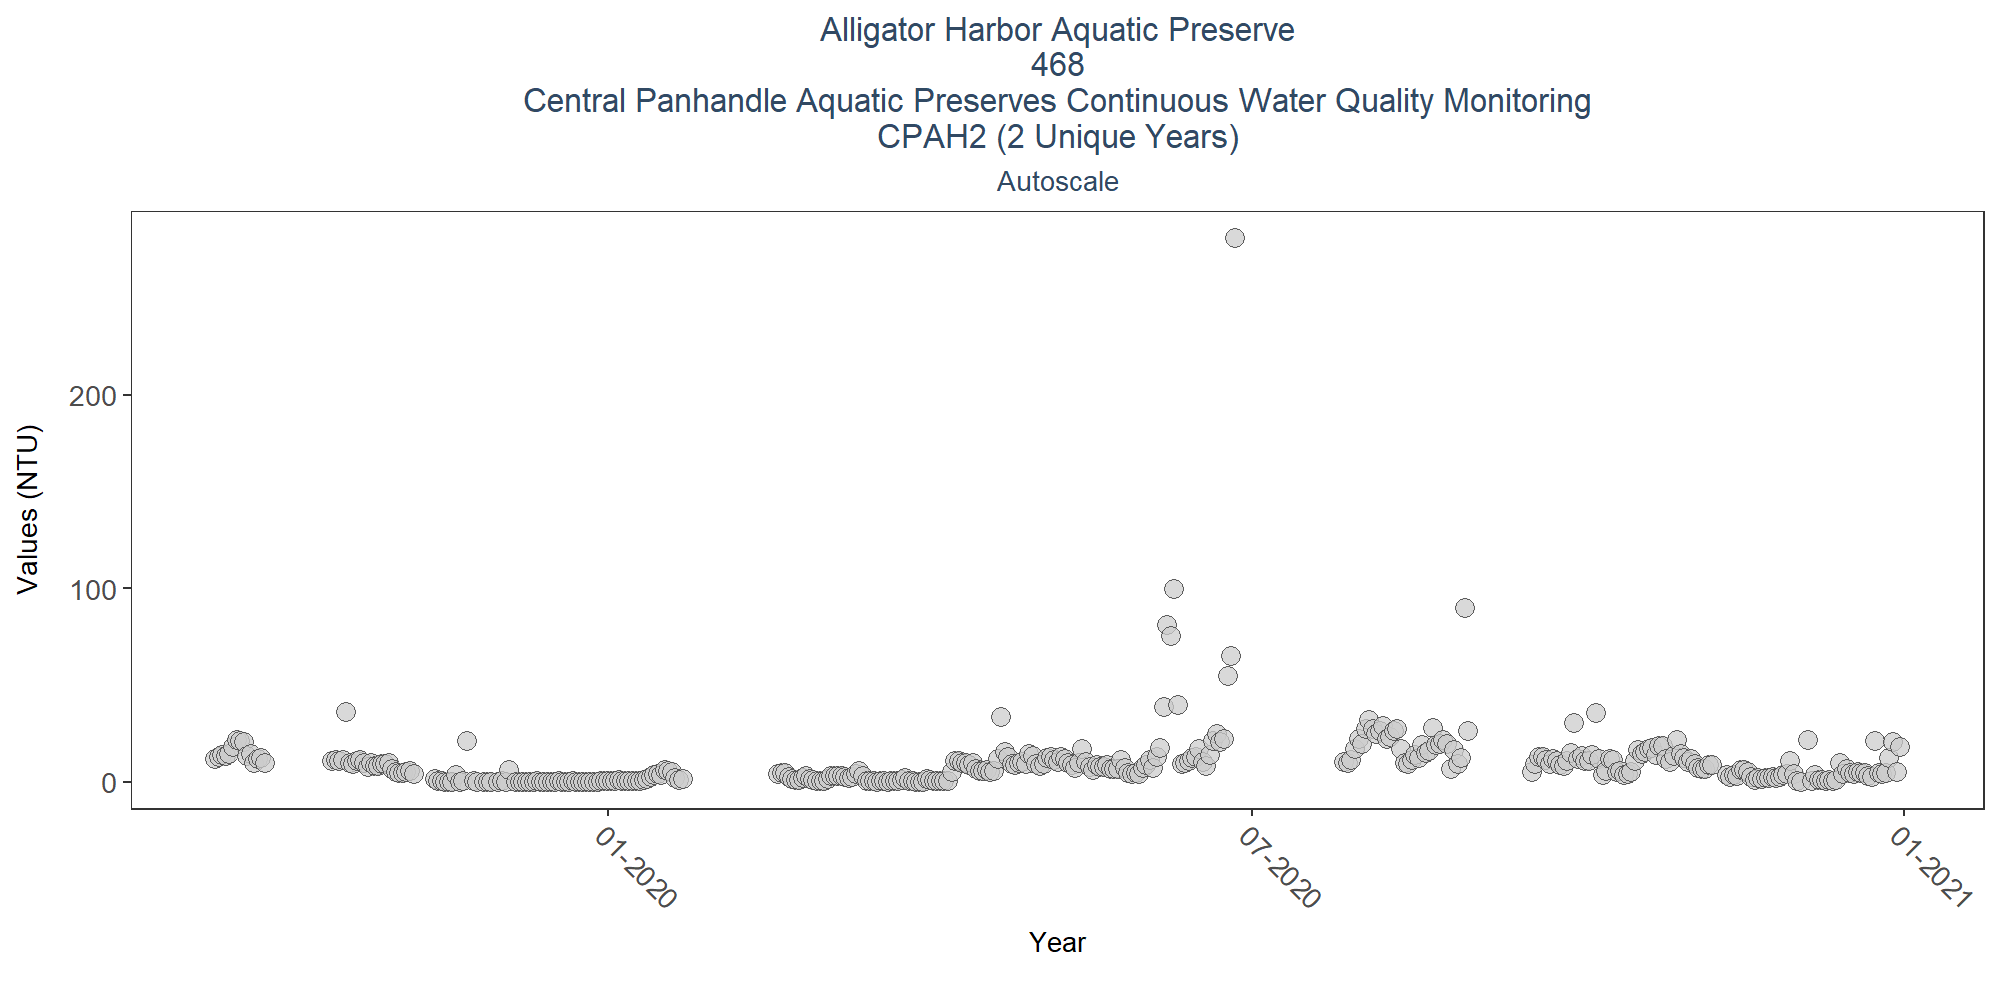 Alligator Harbor Aquatic Preserve
468
Central Panhandle Aquatic Preserves Continuous Water Quality Monitoring
CPAH2 (2 Unique Years)
Autoscale
Values (NTU)
200
100
0
01-2020
07-2020
01-2021
Year